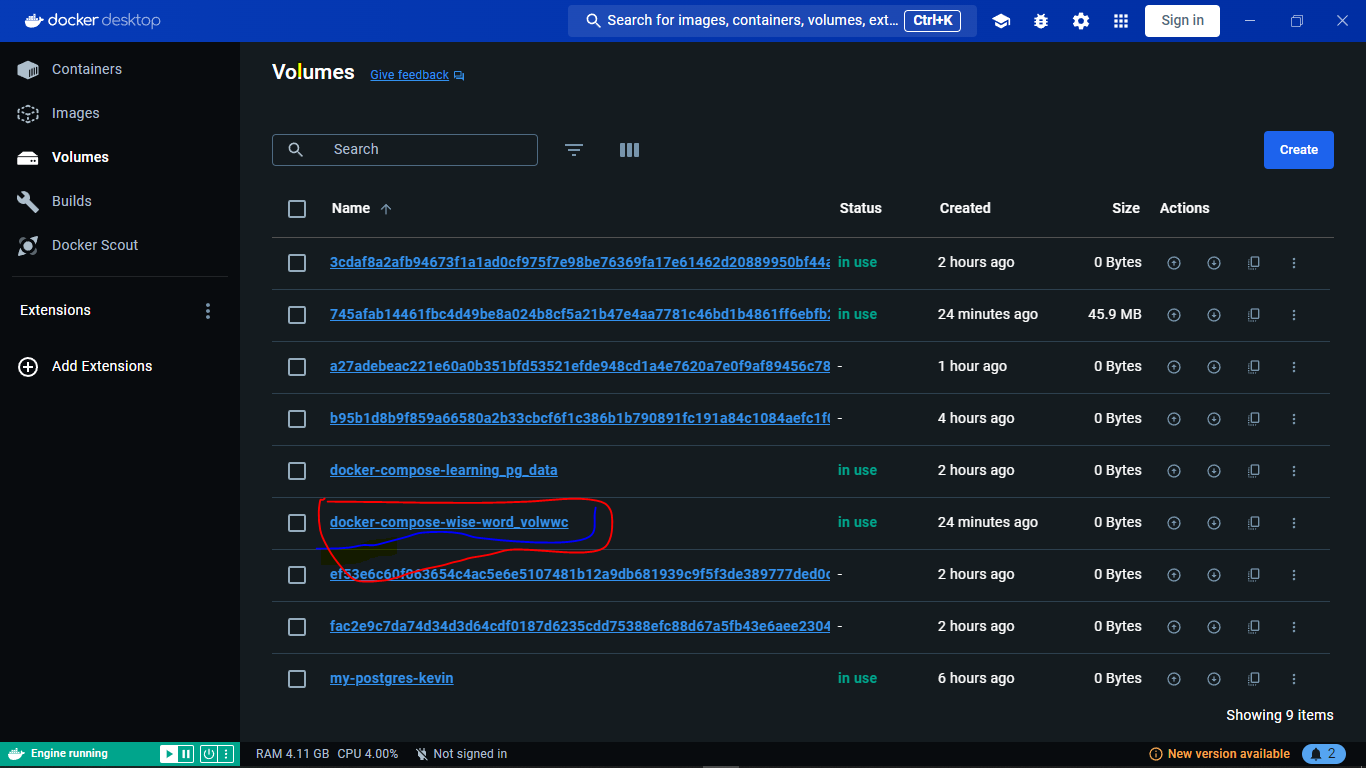 docker desktop
Search for images, containers, volumes, ext... Ctrl+K
Sign in
Containers
Images
Volumes
Builds
Docker Scout
Extensions
Add Extensions
Volumes Give feedback
Search
Create
Name Status Created Size Actions
3cdaf8a2afb94673f1a1ad0cf975f7e98be76369fa17e61462d20889950bf44a in use 2 hours ago 0 Bytes
745afab14461fbc4d49be8a024b8cf5a21b47e4aa7781c46bd1b4861ff6ebfb2 in use 24 minutes ago 45.9 MB
a27adebeac221e60a0b351bfd53521efde948cd1a4e7620a7e0f9af89456c78 - 1 hour ago 0 Bytes
b95b1d8b9f859a66580a2b33cbcf6f1c386b1b790891fc191a84c1084aefc1f0 - 4 hours ago 0 Bytes
docker-compose-learning_pg_data in use 2 hours ago 0 Bytes
docker-compose-wise-word_volwwc in use 24 minutes ago 0 Bytes
ef53e6c60f063654c4ac5e6e5107481b12a9db681939c9f5f3de389777ded0c - 2 hours ago 0 Bytes
fac2e9c7da74d34d3d64cdf0187d6235cdd75388efc88d67a5fb43e6aee2304 - 2 hours ago 0 Bytes
my-postgres-kevin in use 6 hours ago 0 Bytes
Showing 9 items
Engine running
RAM 4.11 GB CPU 4.00% Not signed in
New version available 2